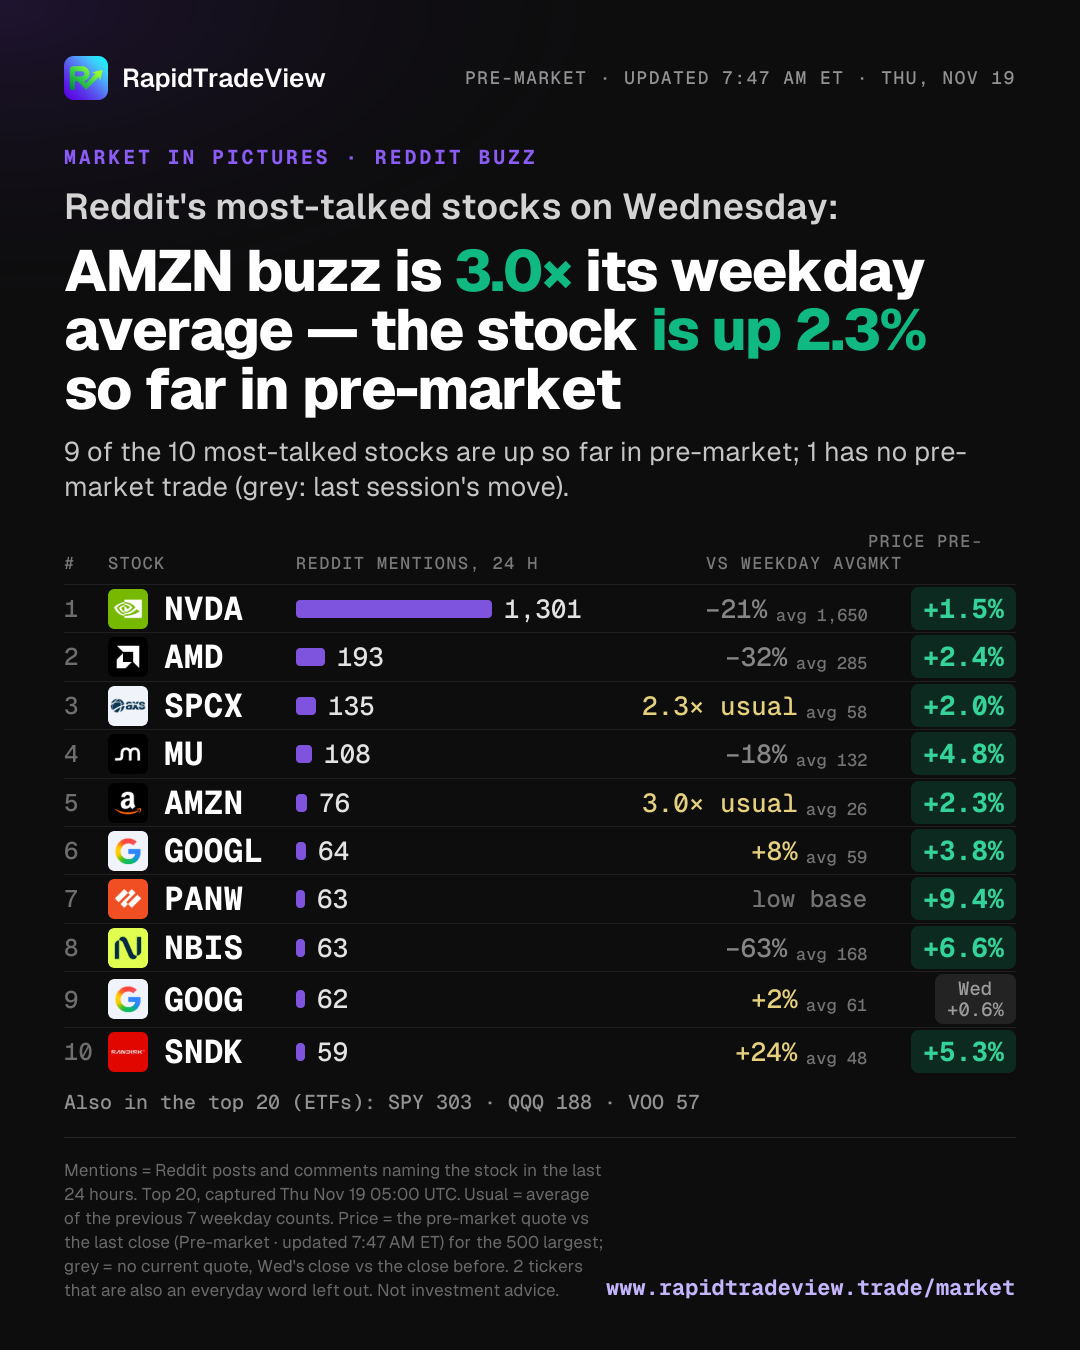 RapidTradeView
PRE-MARKET · UPDATED 7:47 AM ET · THU, NOV 19
MARKET IN PICTURES · REDDIT BUZZ
Reddit's most-talked stocks on Wednesday:
AMZN buzz is 3.0× its weekday
average — the stock is up 2.3%
so far in pre-market
9 of the 10 most-talked stocks are up so far in pre-market; 1 has no pre-
market trade (grey: last session's move).
# STOCK REDDIT MENTIONS, 24 H VS WEEKDAY AVG PRICE PRE-
MKT
1 NVDA 1,301 −21% avg 1,650 +1.5%
2 AMD 193 −32% avg 285 +2.4%
3 SPCX 135 2.3× usual avg 58 +2.0%
4 MU 108 −18% avg 132 +4.8%
5 a AMZN 76 3.0× usual avg 26 +2.3%
6 GOOGL 64 +8% avg 59 +3.8%
7 PANW 63 low base +9.4%
8 NBIS 63 −63% avg 168 +6.6%
9 GOOG 62 +2% avg 61 Wed
+0.6%
10 SNDK 59 +24% avg 48 +5.3%
Also in the top 20 (ETFs): SPY 303 · QQQ 188 · VOO 57
Mentions = Reddit posts and comments naming the stock in the last
24 hours. Top 20, captured Thu Nov 19 05:00 UTC. Usual = average
of the previous 7 weekday counts. Price = the pre-market quote vs
the last close (Pre-market · updated 7:47 AM ET) for the 500 largest;
grey = no current quote, Wed's close vs the close before. 2 tickers
that are also an everyday word left out. Not investment advice.
www.rapidtradeview.trade/market